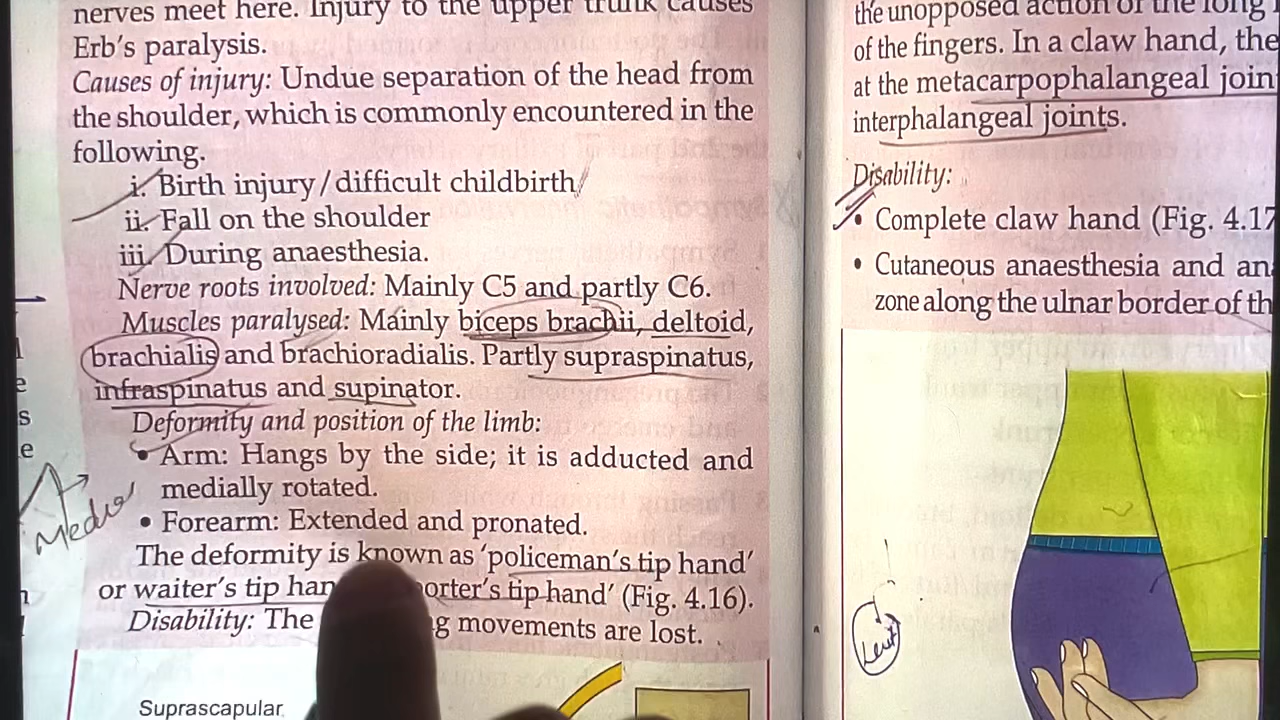 nerves meet here. Injury to the upper trunk causes
Erb's paralysis.
Causes of injury: Undue separation of the head from
the shoulder, which is commonly encountered in the
following.
i. Birth injury/difficult childbirth
ii. Fall on the shoulder
iii. During anaesthesia.
Nerve roots involved: Mainly C5 and partly C6.
Muscles paralysed: Mainly biceps brachii, deltoid,
brachialis and brachioradialis. Partly supraspinatus,
infraspinatus and supinator.
Deformity and position of the limb:
• Arm: Hangs by the side; it is adducted and
medially rotated.
• Forearm: Extended and pronated.
The deformity is known as 'policeman's tip hand'
or waiter's tip han orter's tip hand' (Fig. 4.16).
Disability: The g movements are lost.
Suprascapular
the unopposed action of the long
of the fingers. In a claw hand, the
at the metacarpophalangeal join
interphalangeal joints.
Disability:
• Complete claw hand (Fig. 4.17
• Cutaneous anaesthesia and an
zone along the ulnar border of th